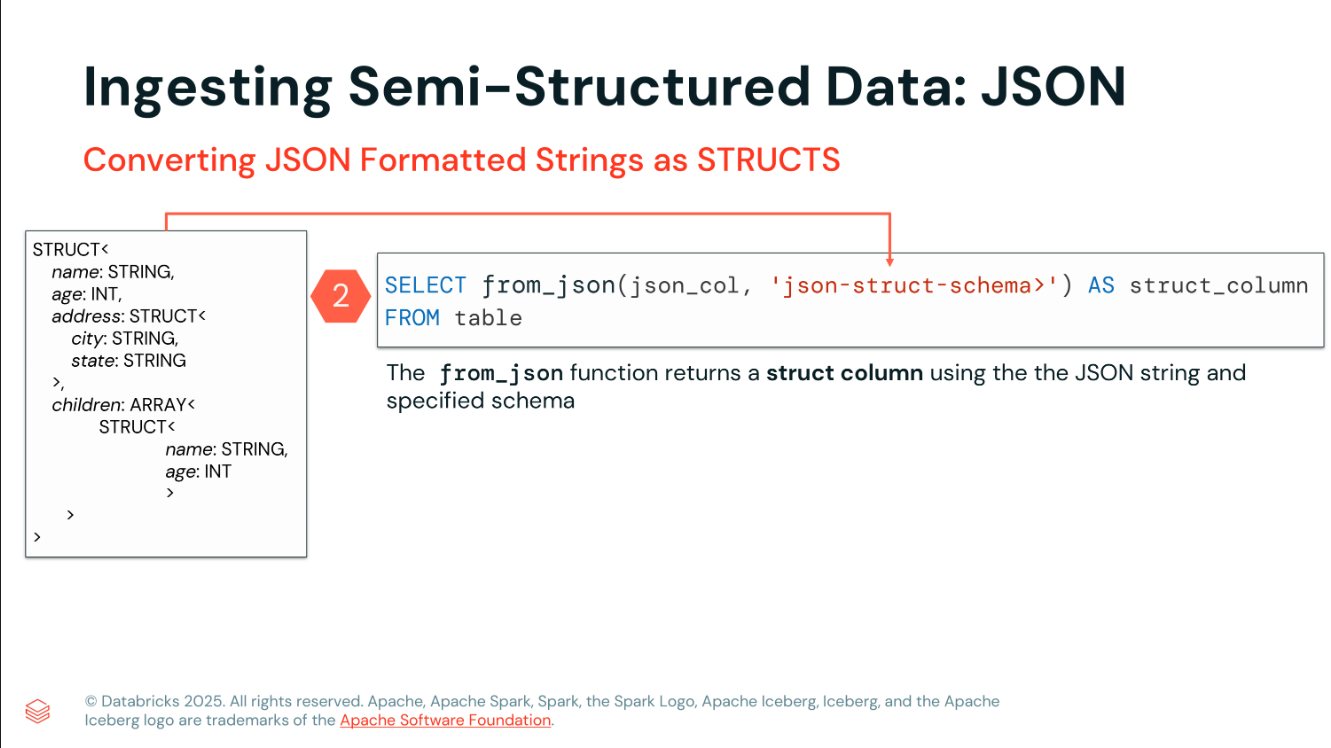 Ingesting Semi-Structured Data: JSON
Converting JSON Formatted Strings as STRUCTS
STRUCT<
name: STRING,
age: INT,
address: STRUCT<
city: STRING,
state: STRING
>,
children: ARRAY<
STRUCT<
name: STRING,
age: INT
>
>
>
2
SELECT from_json(json_col, 'json-struct-schema>') AS struct_column
FROM table
The from_json function returns a struct column using the the JSON string and
specified schema
© Databricks 2025. All rights reserved. Apache, Apache Spark, Spark, the Spark Logo, Apache Iceberg, Iceberg, and the Apache
Iceberg logo are trademarks of the Apache Software Foundation.